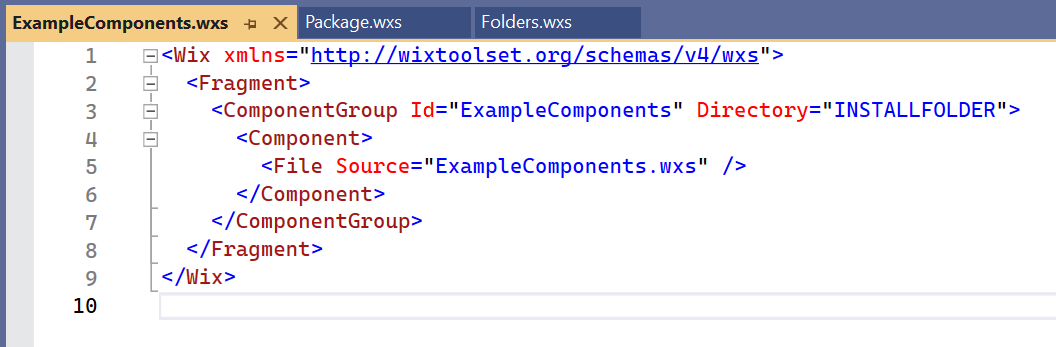 ExampleComponents.wxs Package.wxs Folders.wxs
1 <Wix xmlns="http://wixtoolset.org/schemas/v4/wxs">
2 <Fragment>
3 <ComponentGroup Id="ExampleComponents" Directory="INSTALLFOLDER">
4 <Component>
5 <File Source="ExampleComponents.wxs" />
6 </Component>
7 </ComponentGroup>
8 </Fragment>
9 </Wix>
10